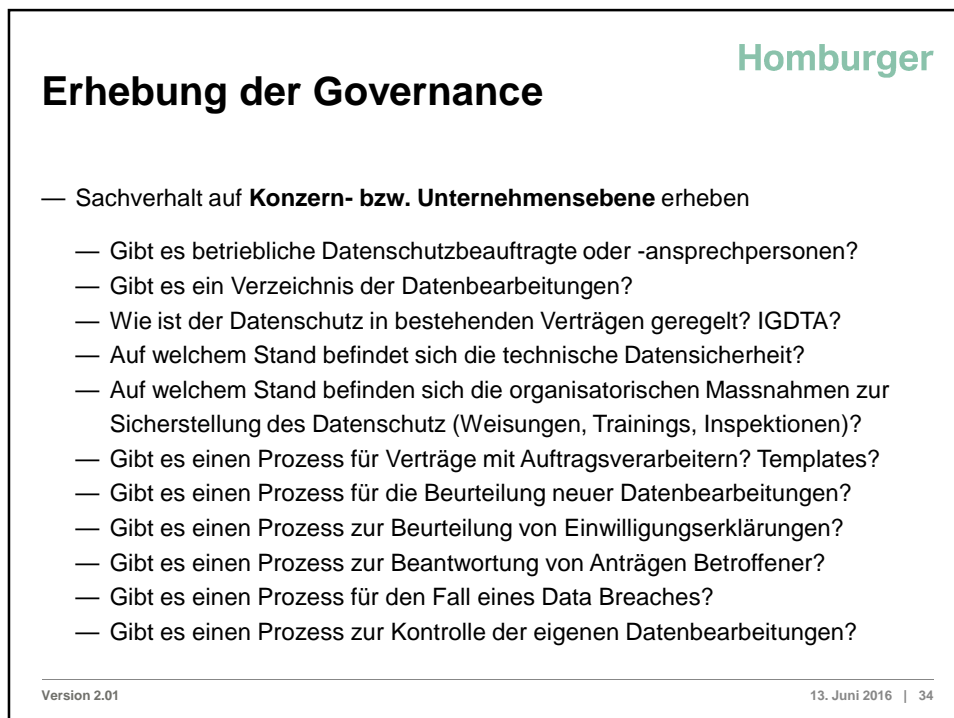 Homburger
Erhebung der Governance
— Sachverhalt auf Konzern- bzw. Unternehmensebene erheben
— Gibt es betriebliche Datenschutzbeauftragte oder -ansprechpersonen?
— Gibt es ein Verzeichnis der Datenbearbeitungen?
— Wie ist der Datenschutz in bestehenden Verträgen geregelt? IGDTA?
— Auf welchem Stand befindet sich die technische Datensicherheit?
— Auf welchem Stand befinden sich die organisatorischen Massnahmen zur
Sicherstellung des Datenschutz (Weisungen, Trainings, Inspektionen)?
— Gibt es einen Prozess für Verträge mit Auftragsverarbeitern? Templates?
— Gibt es einen Prozess für die Beurteilung neuer Datenbearbeitungen?
— Gibt es einen Prozess zur Beurteilung von Einwilligungserklärungen?
— Gibt es einen Prozess zur Beantwortung von Anträgen Betroffener?
— Gibt es einen Prozess für den Fall eines Data Breaches?
— Gibt es einen Prozess zur Kontrolle der eigenen Datenbearbeitungen?
Version 2.01 13. Juni 2016 | 34